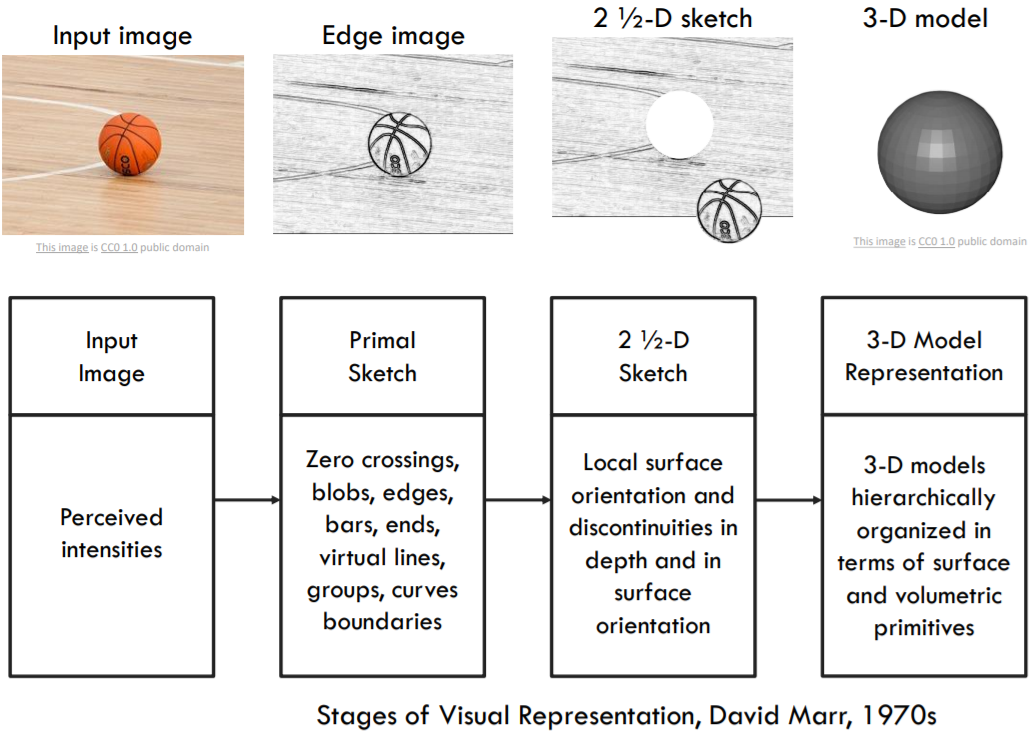 Input image
Edge image
2 ½-D sketch
3-D model
This image is CC0 1.0 public domain
This image is CC0 1.0 public domain
Input
Image
Perceived
intensities
Primal
Sketch
Zero crossings,
blobs, edges,
bars, ends,
virtual lines,
groups, curves
boundaries
2 ½-D
Sketch
Local surface
orientation and
discontinuities in
depth and in
surface
orientation
3-D Model
Representation
3-D models
hierarchically
organized in
terms of surface
and volumetric
primitives
Stages of Visual Representation, David Marr, 1970s